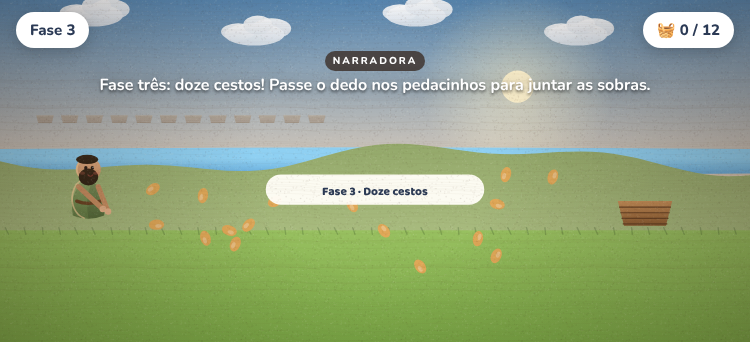 Fase 3
0 / 12
NARRADORA
Fase três: doze cestos! Passe o dedo nos pedacinhos para juntar as sobras.
Fase 3 · Doze cestos